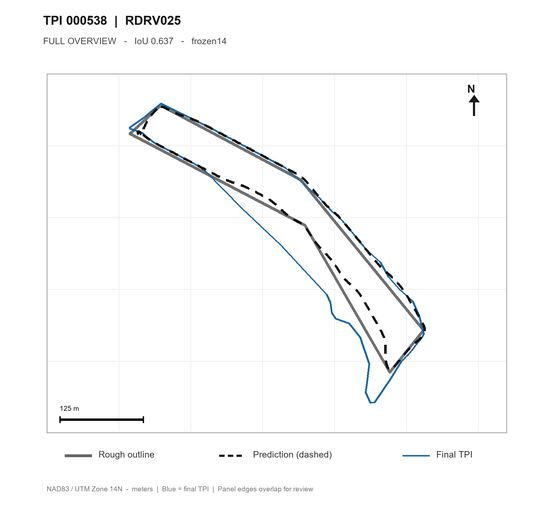 TPI 000538 | RDRV025
FULL OVERVIEW - IoU 0.637 - frozen14
N
125 m
Rough outline
Prediction (dashed)
Final TPI
NAD83 / UTM Zone 14N - meters | Blue = final TPI | Panel edges overlap for review